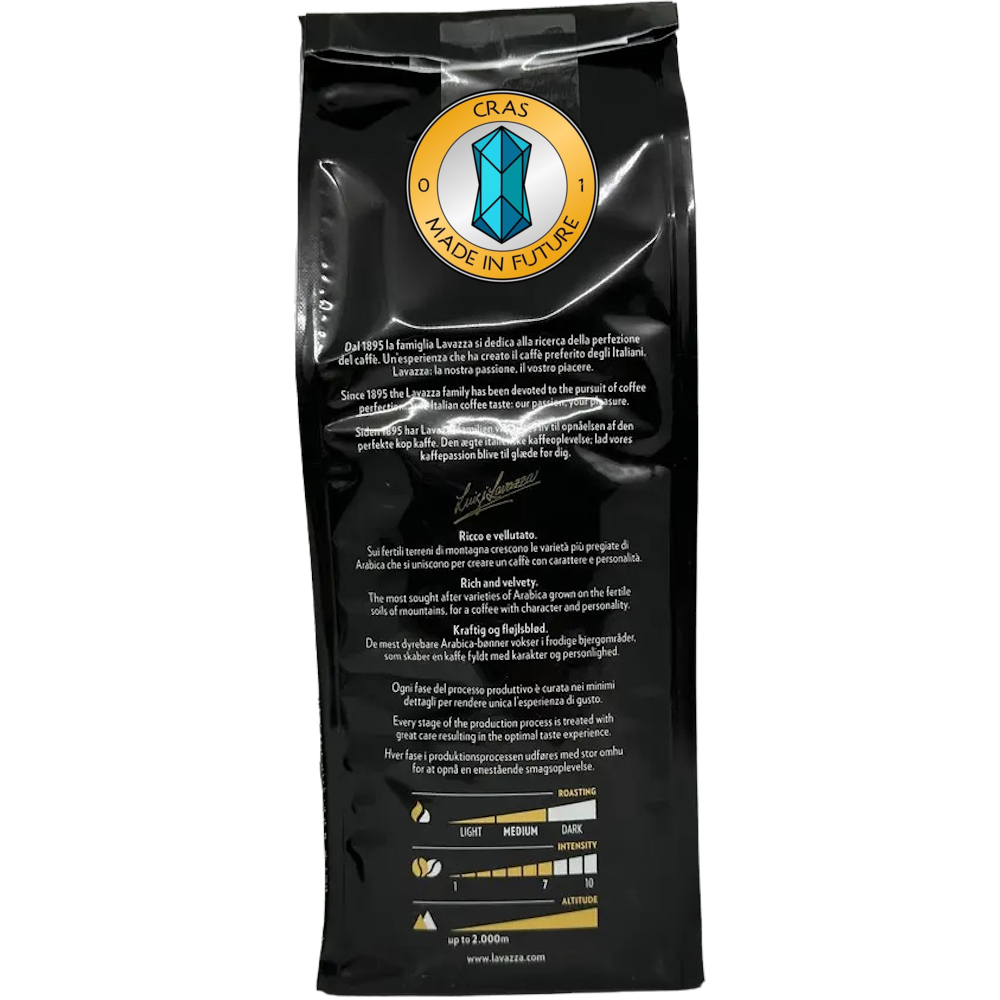 CRAS
0 1
MADE IN FUTURE
Dal 1895 la famiglia Lavazza si dedica alla ricerca della perfezione
del caffè. Un'esperienza che ha creato il caffè preferito degli Italiani.
Lavazza: la nostra passione, il vostro piacere.
Since 1895 the Lavazza family has been devoted to the pursuit of coffee
Italian coffee taste: our passion, your pleasure.
Siden 1895 har til opnåelsen af den
perfekte kop kaffe. Den ægte kaffeoplevelse; lad vores
kaffepassion blive til glæde for dig.
Luigi Lavazza
Ricco e vellutato.
Sui fertili terreni di montagna crescono le varietà più pregiate di
Arabica che si uniscono per creare un caffè con carattere e personalità.
Rich and velvety.
The most sought after varieties of Arabica grown on the fertile
soils of mountains, for a coffee with character and personality.
Kraftig og fløjlsblød.
De mest dyrebare Arabica-bønner vokser i frodige bjergområder,
som skaber en kaffe fyldt med karakter og personlighed.
Ogni fase del processo produttivo è curata nei minimi
dettagli per rendere unica l'esperienza di gusto.
Every stage of the production process is treated with
great care resulting in the optimal taste experience.
Hver fase i produktionsprocessen udføres med stor omhu
for at opnå en enestående smagsoplevelse.
ROASTING
LIGHT MEDIUM DARK
INTENSITY
1 7 10
ALTITUDE
up to 2.000m
www.lavazza.com